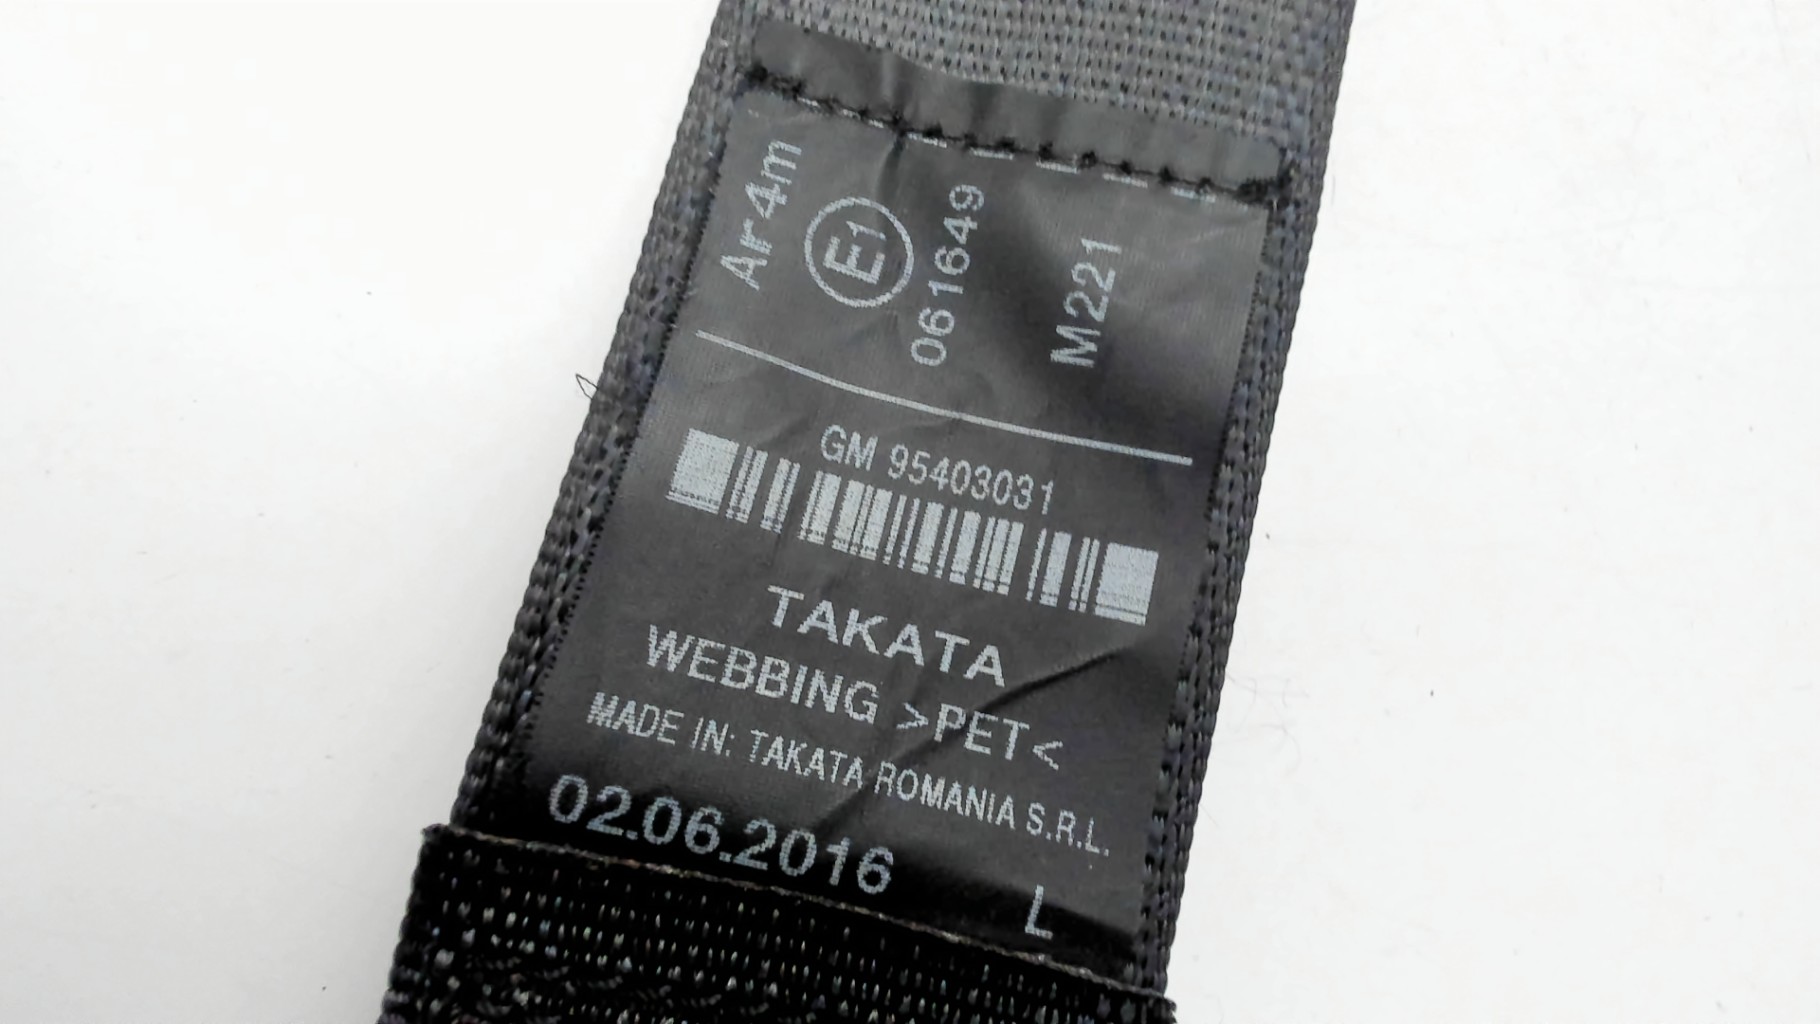 Ar4m
E1
061649
M221
GM 95403031
TAKATA
WEBBING >PET<
MADE IN: TAKATA ROMANIA S.R.L.
02.06.2016
L